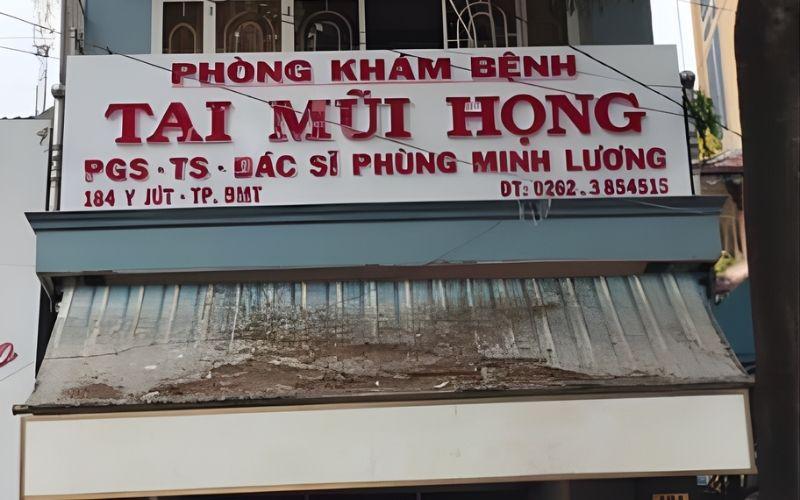 PHÒNG KHÁM BỆNH
TAI MŨI HỌNG
PGS · TS · BÁC SĨ PHÙNG MINH LƯƠNG
184 Y JÚT · TP. BMT ĐT: 0262 . 3 854515